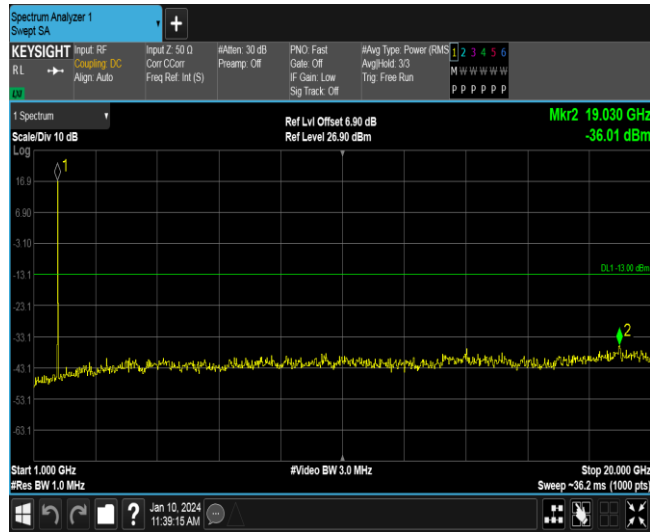 Spectrum Analyzer 1
Swept SA
+
KEYSIGHT
RL
LXI
Input: RF
Coupling: DC
Align: Auto
Input Z: 50 Ω
Corr CCorr
Freq Ref: Int (S)
#Atten: 30 dB
Preamp: Off
PNO: Fast
Gate: Off
IF Gain: Low
Sig Track: Off
#Avg Type: Power (RMS
Avg|Hold: 3/3
Trig: Free Run
1 2 3 4 5 6
M W W W W W
P P P P P P
1 Spectrum
Scale/Div 10 dB
Ref Lvl Offset 6.90 dB
Ref Level 26.90 dBm
Mkr2 19.030 GHz
-36.01 dBm
Log
1
16.9
6.90
-3.10
-13.1
DL1 -13.00 dBm
-23.1
-33.1
2
-43.1
-53.1
-63.1
Start 1.000 GHz
#Video BW 3.0 MHz
Stop 20.000 GHz
#Res BW 1.0 MHz
Sweep ~36.2 ms (1000 pts)
?
Jan 10, 2024
11:39:15 AM